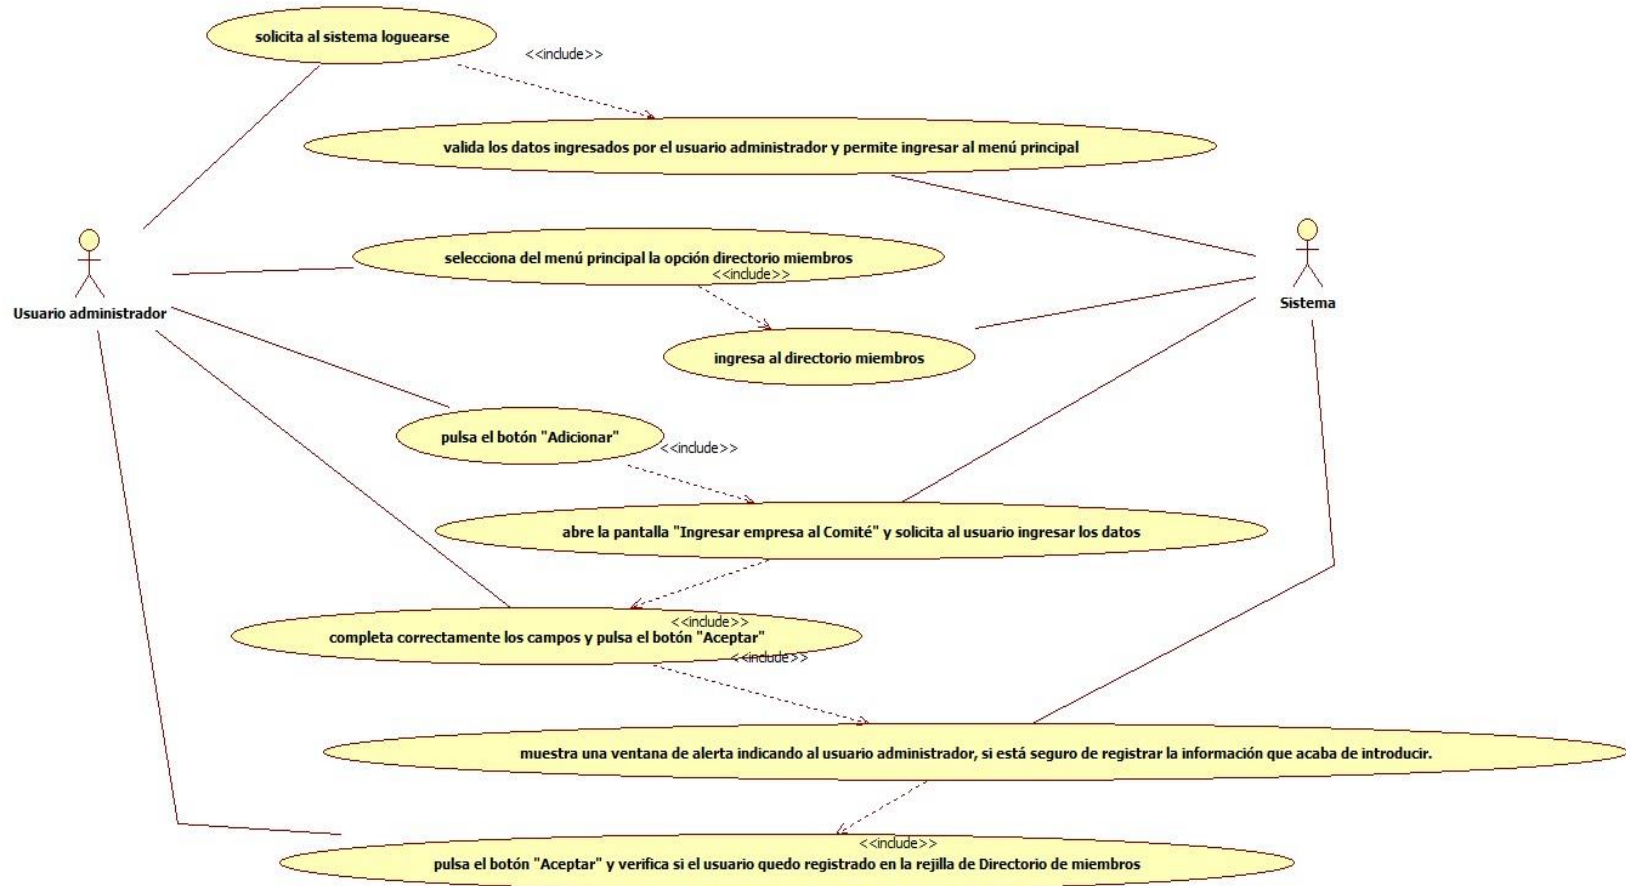 solicita al sistema loguearse
<<include>>
valida los datos ingresados por el usuario administrador y permite ingresar al menú principal
selecciona del menú principal la opción directorio miembros
<<include>>
Usuario administrador
Sistema
ingresa al directorio miembros
pulsa el botón "Adicionar"
<<include>>
abre la pantalla "Ingresar empresa al Comité" y solicita al usuario ingresar los datos
<<include>>
completa correctamente los campos y pulsa el botón "Aceptar"
<<include>>
muestra una ventana de alerta indicando al usuario administrador, si está seguro de registrar la información que acaba de introducir.
<<include>>
pulsa el botón "Aceptar" y verifica si el usuario quedo registrado en la rejilla de Directorio de miembros